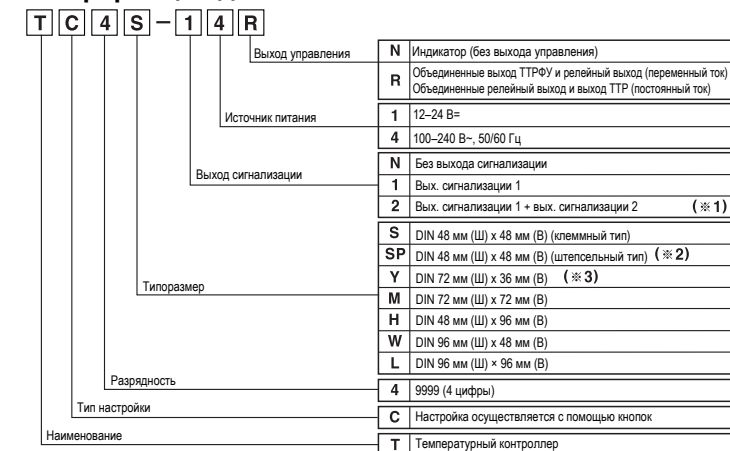 T C 4 S - 1 4 R
Выход управления
N Индикатор (без выхода управления)
R Объединенные выход ТТРФУ и релейный выход (переменный ток)
Объединенные релейный выход и выход ТТР (постоянный ток)
Источник питания
1 12–24 В=
4 100–240 В~, 50/60 Гц
Выход сигнализации
N Без выхода сигнализации
1 Вых. сигнализации 1
2 Вых. сигнализации 1 + вых. сигнализации 2 (※1)
Типоразмер
S DIN 48 мм (Ш) x 48 мм (В) (клеммный тип)
SP DIN 48 мм (Ш) x 48 мм (В) (штепсельный тип) (※2)
Y DIN 72 мм (Ш) x 36 мм (В) (※3)
M DIN 72 мм (Ш) x 72 мм (В)
H DIN 48 мм (Ш) x 96 мм (В)
W DIN 96 мм (Ш) x 48 мм (В)
L DIN 96 мм (Ш) × 96 мм (В)
Разрядность
4 9999 (4 цифры)
Тип настройки
C Настройка осуществляется с помощью кнопок
Наименование
T Температурный контроллер